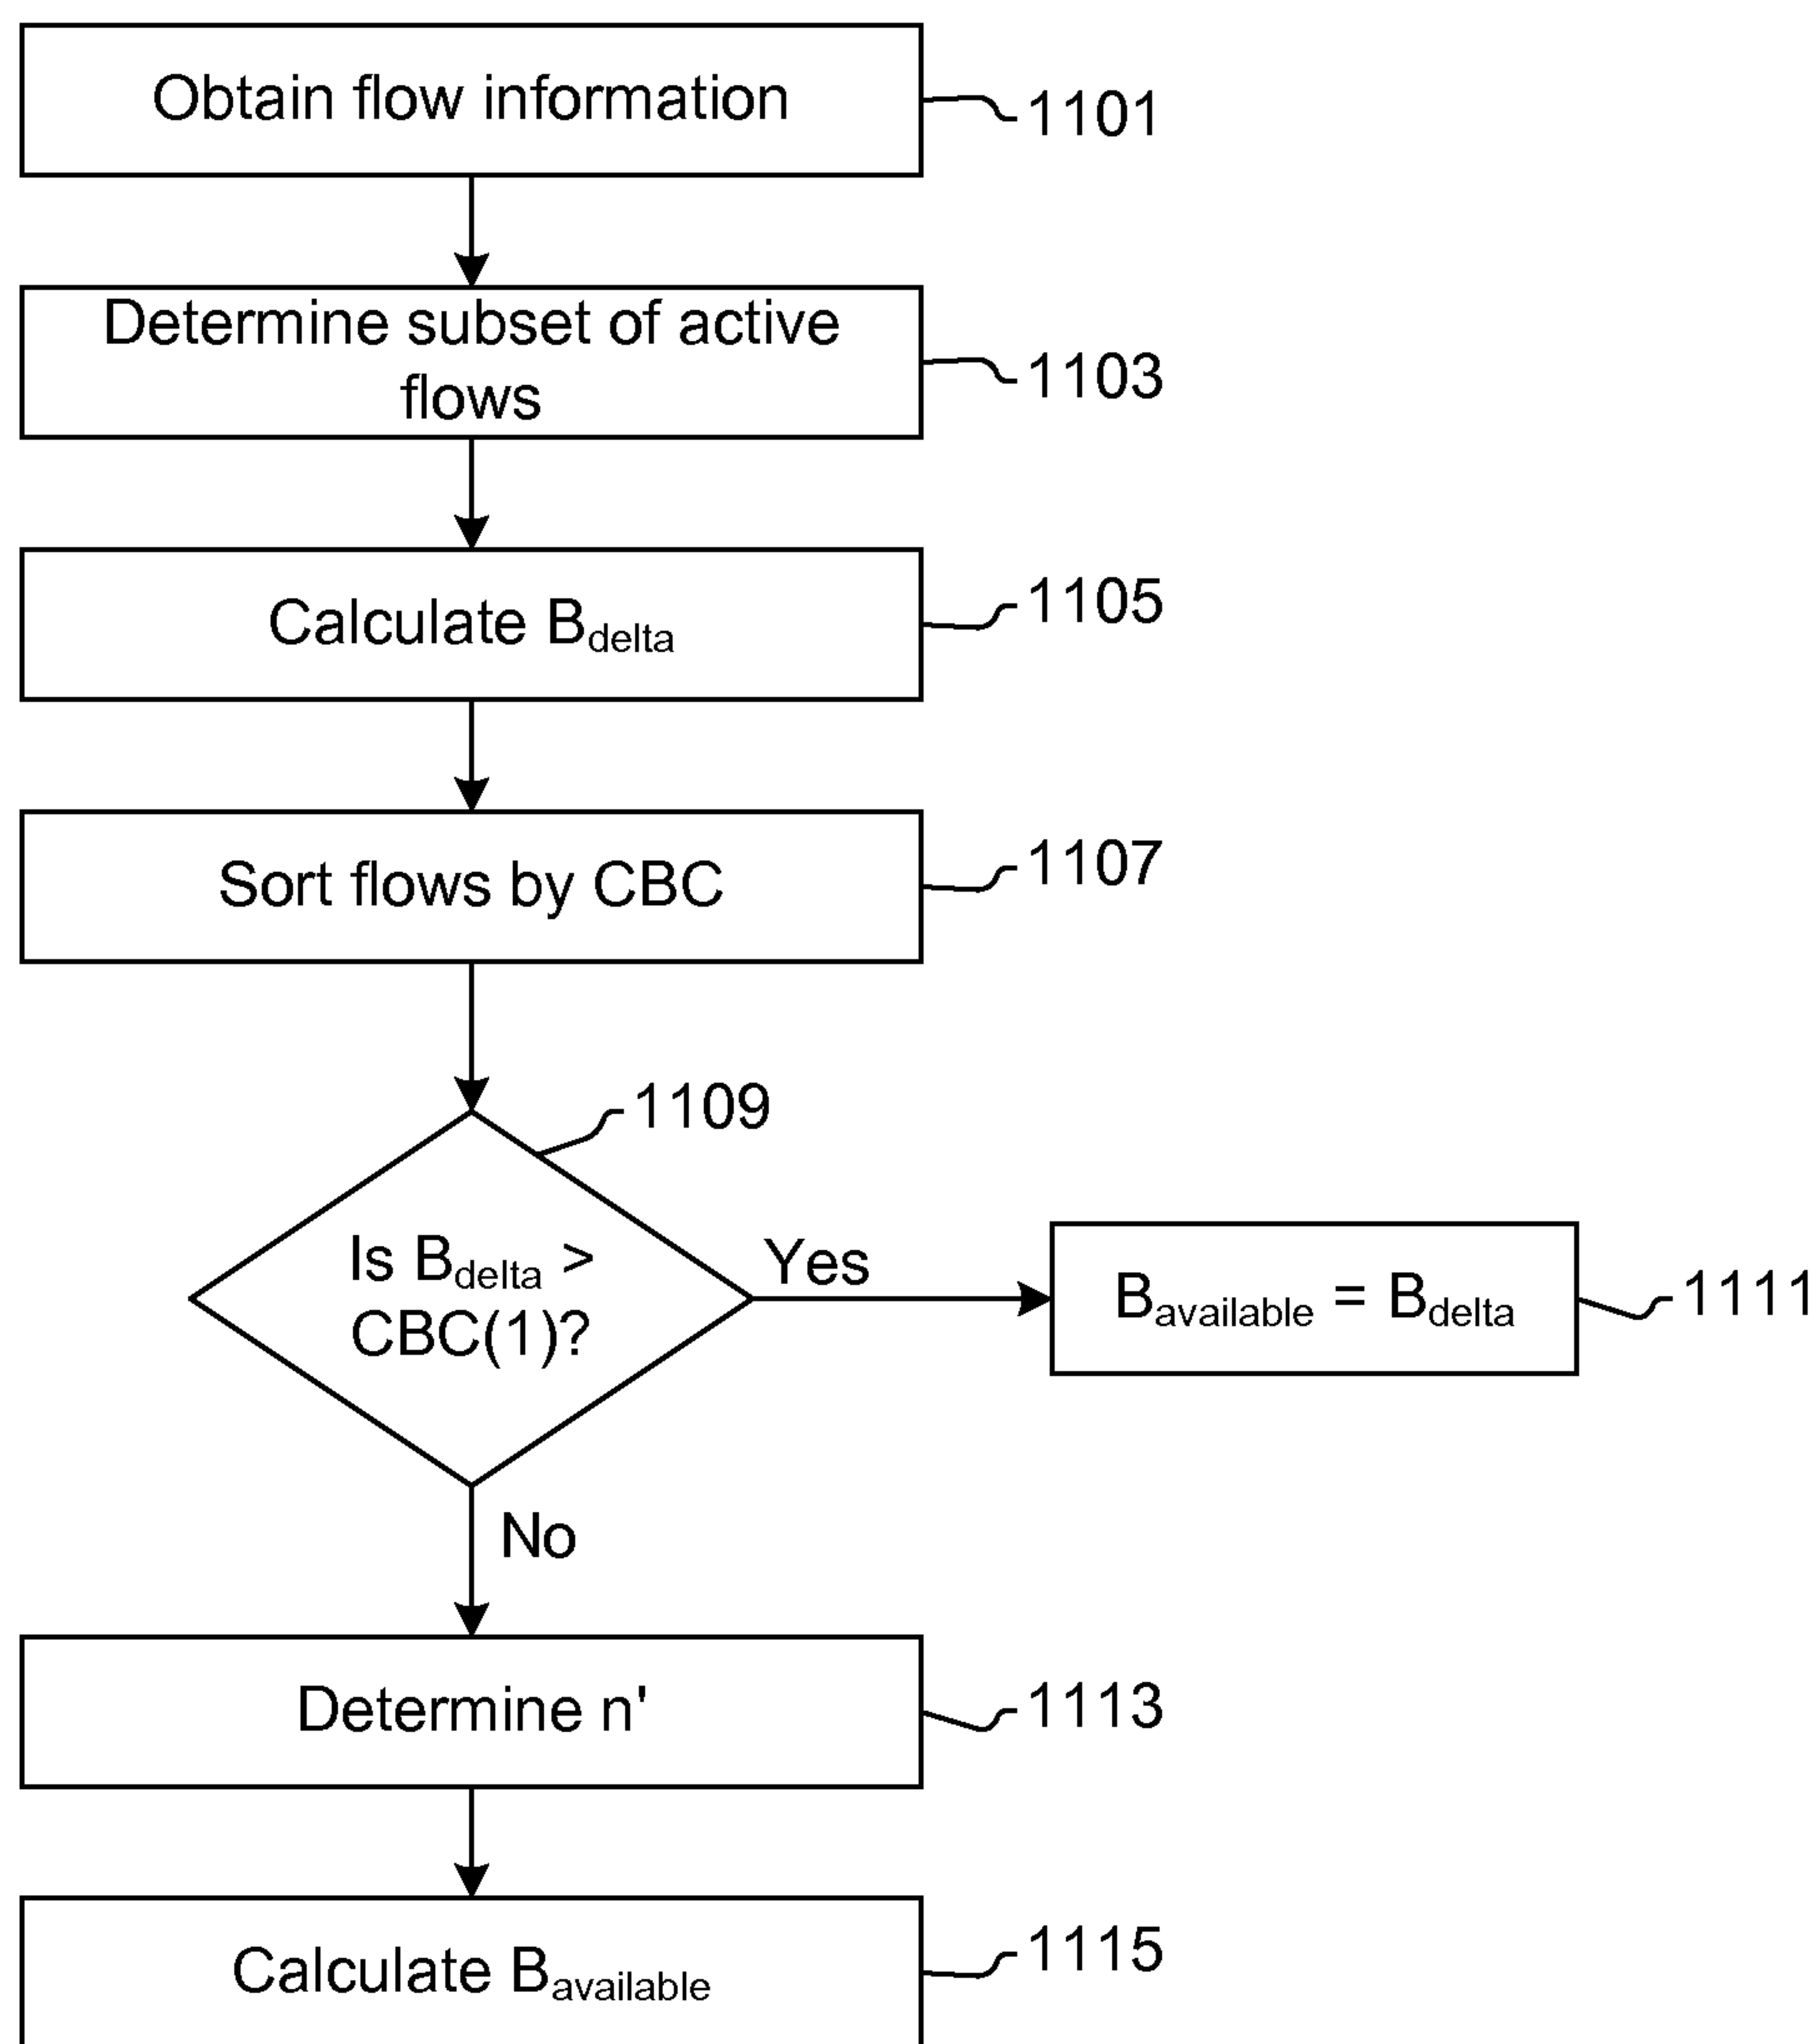 Obtain flow information
1101
Determine subset of active
flows
1103
Calculate Bdelta
1105
Sort flows by CBC
1107
1109
Is Bdelta >
CBC(1)?
Yes
Bavailable = Bdelta
1111
No
Determine n'
1113
Calculate Bavailable
1115